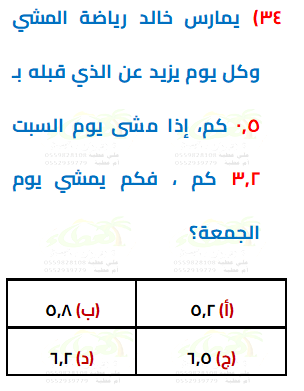 ٣٤) يمارس خالد رياضة المشي
وكل يوم يزيد عن الذي قبله بـ
٠,٥ كم، إذا مشى يوم السبت
٣,٢ كم ، فكم يمشي يوم
الجمعة؟
(أ) ٥,٢ (ب) ٥,٨
(ج) ٦,٥ (د) ٦,٢